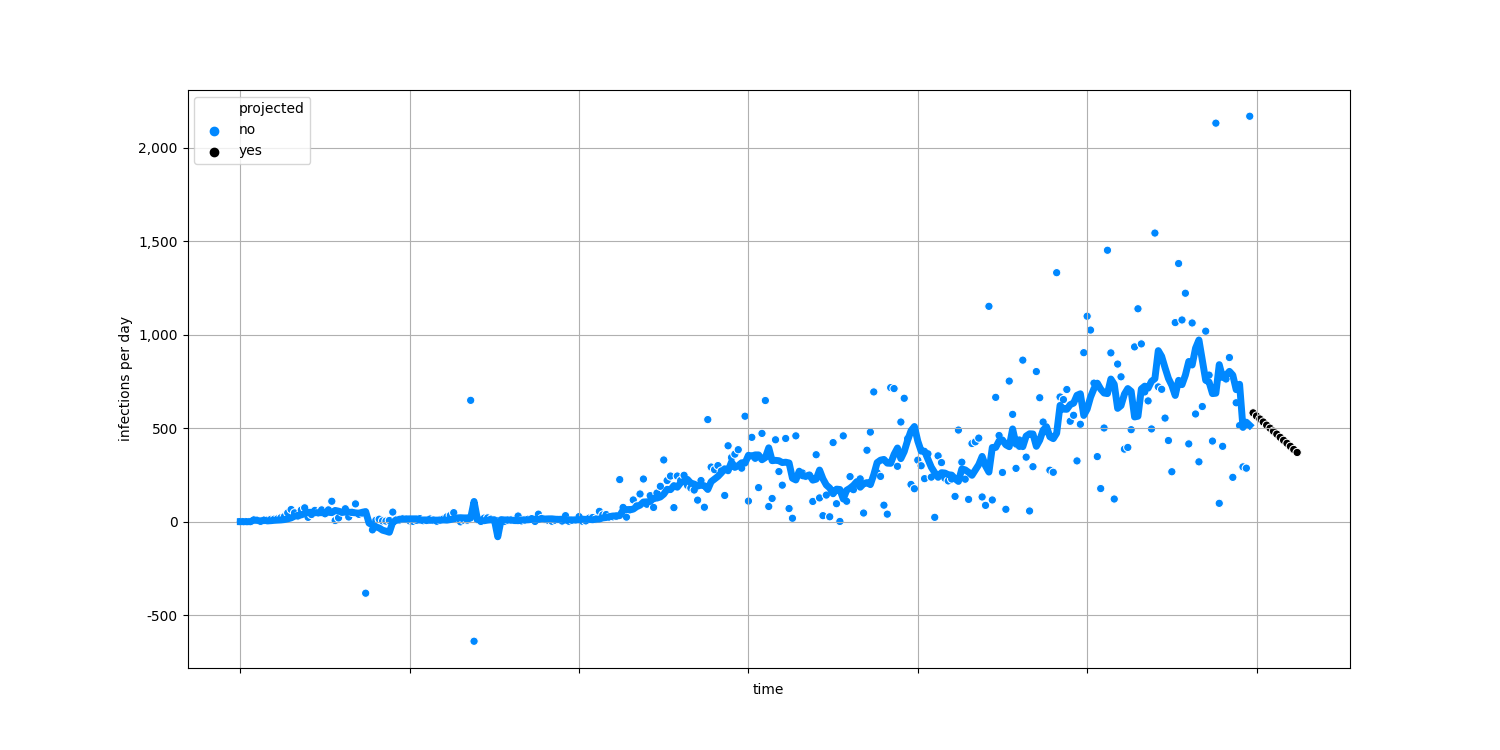 projected
no
yes
2,000
1,500
1,000
500
0
-500
infections per day
time